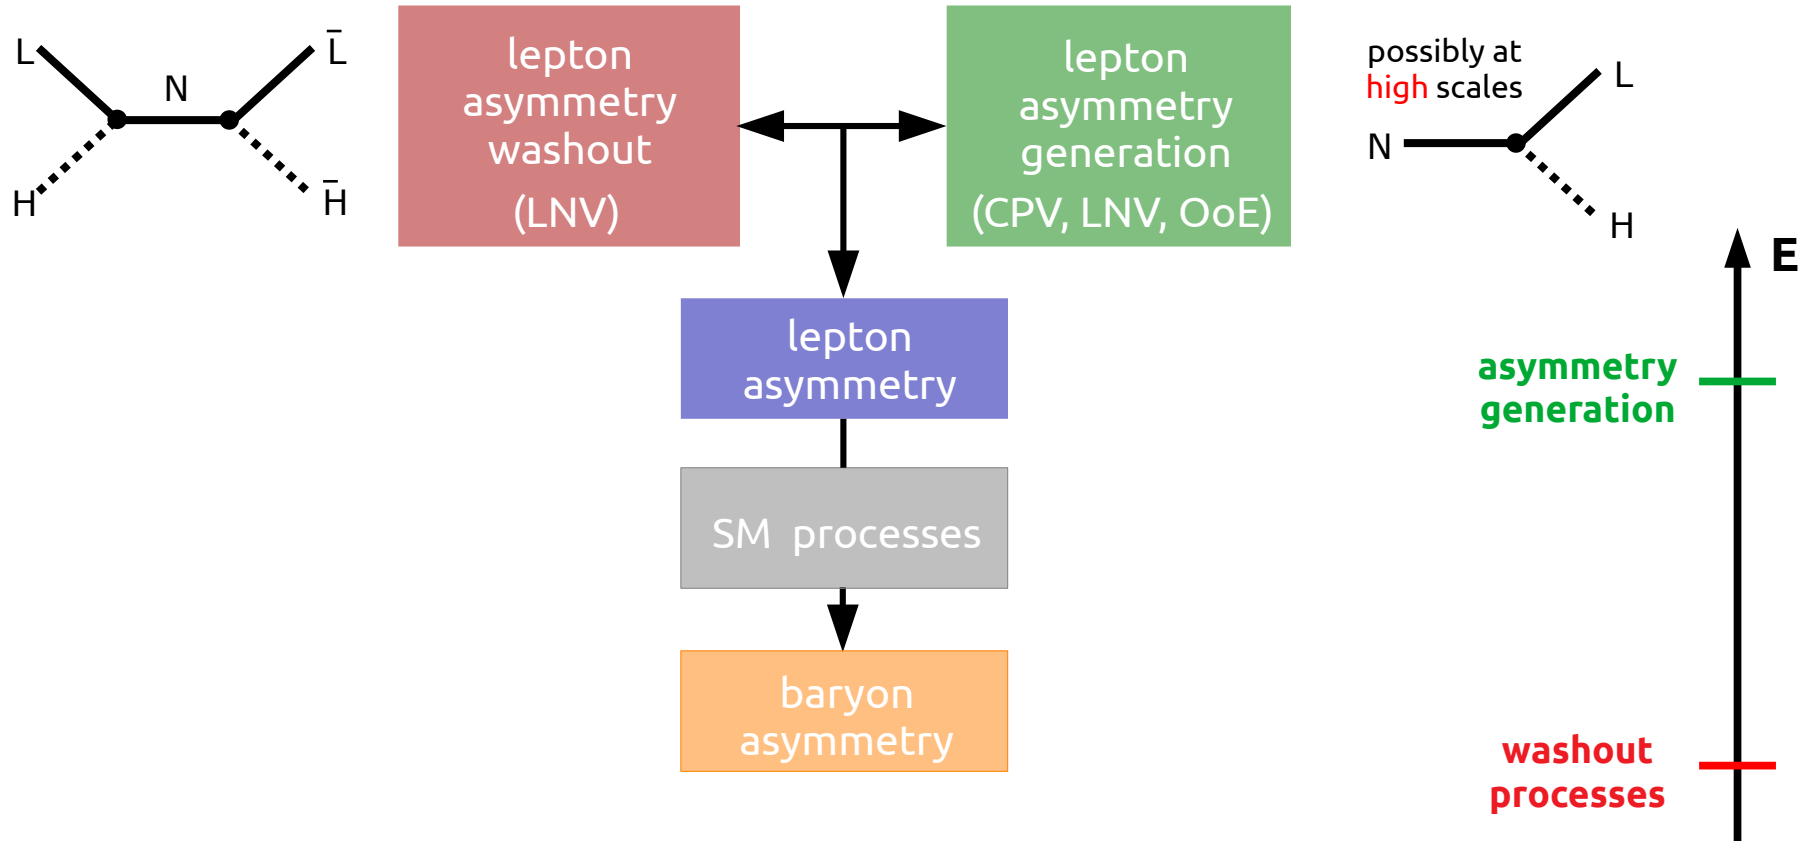 L
H
N
L̄
H̄
lepton
asymmetry
washout
(LNV)
lepton
asymmetry
generation
(CPV, LNV, OoE)
possibly at
high scales
N
L
H
lepton
asymmetry
SM processes
baryon
asymmetry
E
asymmetry
generation
washout
processes